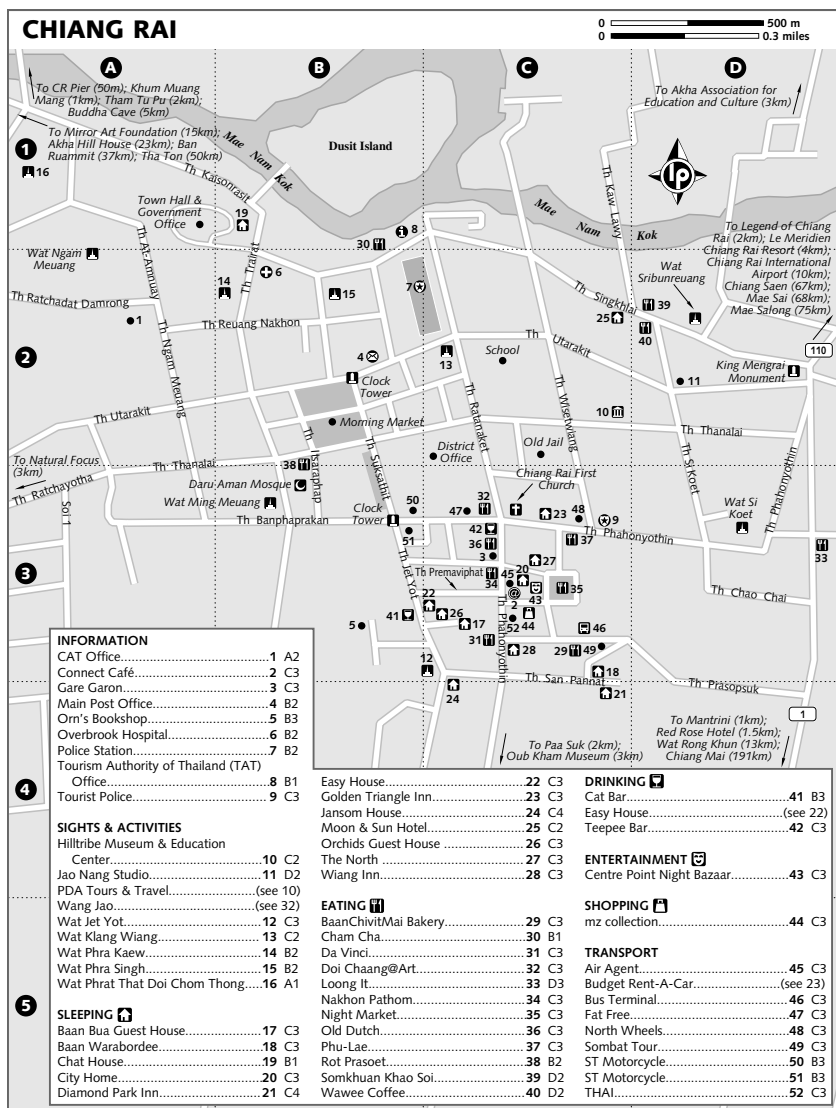 CHIANG RAI
0 500 m
0 0.3 miles
A
B
C
D
To CR Pier (50m); Khum Muang
Mang (1km); Tham Tu Pu (2km);
Buddha Cave (5km)
To Akha Association for
Education and Culture (3km)
Dusit Island
To Mirror Art Foundation (15km);
Akha Hill House (23km); Ban
Ruammit (37km); Tha Ton (50km)
1
16
Mae Nam Kok
lp
Th Kaisonrasit
Th Kaw Lawy
Town Hall &
Government
Office
19
Mae Nam Kok
To Legend of Chiang
Rai (2km); Le Meridien
Chiang Rai Resort (4km);
Chiang Rai International
Airport (10km);
Chiang Saen (67km);
Mae Sai (68km);
Mae Salong (75km)
8
30
Wat Ngam
Meuang
Th At-Amnuay
Th Trairat
6
14
15
7
Wat
Sribunreuang
Th Singkhlai
39
25
40
Th Ratchadat Damrong
1
Th Reuang Nakhon
110
2
Th Ngam Meuang
4
13
School
Th Utarakit
Clock
Tower
11
King Mengrai
Monument
Th Utarakit
Morning Market
Th Ratanaket
Th Wisetwiang
10
Th Thanalai
To Natural Focus
(3km)
Th Thanalai
Th Ratchayotha
38
Th Itsaraphap
Th Suksathit
District
Office
Old Jail
Th Si Koet
Th Phahonyothin
Daru Aman Mosque
Chiang Rai First
Church
Soi 1
Wat Ming Meuang
50
47
32
23
48
9
Wat Si
Koet
Th Banphaprakan
Clock
Tower
51
42
36
37
Th Phahonyothin
33
3
3
27
Th Premaviphat
45
20
34
35
Th Jet Yot
22
2
43
Th Chao Chai
5
41
26
17
52
44
46
31
28
29
49
Th Phahonyothin
12
18
24
Th San Pannat
21
Th Prasopsuk
1
To Paa Suk (2km);
Oub Kham Museum (3km)
To Mantrini (1km);
Red Rose Hotel (1.5km);
Wat Rong Khun (13km);
Chiang Mai (191km)
4
5
INFORMATION
CAT Office 1 A2
Connect Café 2 C3
Gare Garon 3 C3
Main Post Office 4 B2
Orn's Bookshop 5 B3
Overbrook Hospital 6 B2
Police Station 7 B2
Tourism Authority of Thailand (TAT)
Office 8 B1
Tourist Police 9 C3
SIGHTS & ACTIVITIES
Hilltribe Museum & Education
Center 10 C2
Jao Nang Studio 11 D2
PDA Tours & Travel (see 10)
Wang Jao (see 32)
Wat Jet Yot 12 C3
Wat Klang Wiang 13 C2
Wat Phra Kaew 14 B2
Wat Phra Singh 15 B2
Wat Phrat That Doi Chom Thong 16 A1
SLEEPING
Baan Bua Guest House 17 C3
Baan Warabordee 18 C3
Chat House 19 B1
City Home 20 C3
Diamond Park Inn 21 C4
Easy House 22 C3
Golden Triangle Inn 23 C3
Jansom House 24 C4
Moon & Sun Hotel 25 C2
Orchids Guest House 26 C3
The North 27 C3
Wiang Inn 28 C3
EATING
BaanChivitMai Bakery 29 C3
Cham Cha 30 B1
Da Vinci 31 C3
Doi Chaang@Art 32 C3
Loong It 33 D3
Nakhon Pathom 34 C3
Night Market 35 C3
Old Dutch 36 C3
Phu-Lae 37 C3
Rot Prasoet 38 B2
Somkhuan Khao Soi 39 D2
Wawee Coffee 40 D2
DRINKING
Cat Bar 41 B3
Easy House (see 22)
Teepee Bar 42 C3
ENTERTAINMENT
Centre Point Night Bazaar 43 C3
SHOPPING
mz collection 44 C3
TRANSPORT
Air Agent 45 C3
Budget Rent-A-Car (see 23)
Bus Terminal 46 C3
Fat Free 47 C3
North Wheels 48 C3
Sombat Tour 49 C3
ST Motorcycle 50 B3
ST Motorcycle 51 B3
THAI 52 C3